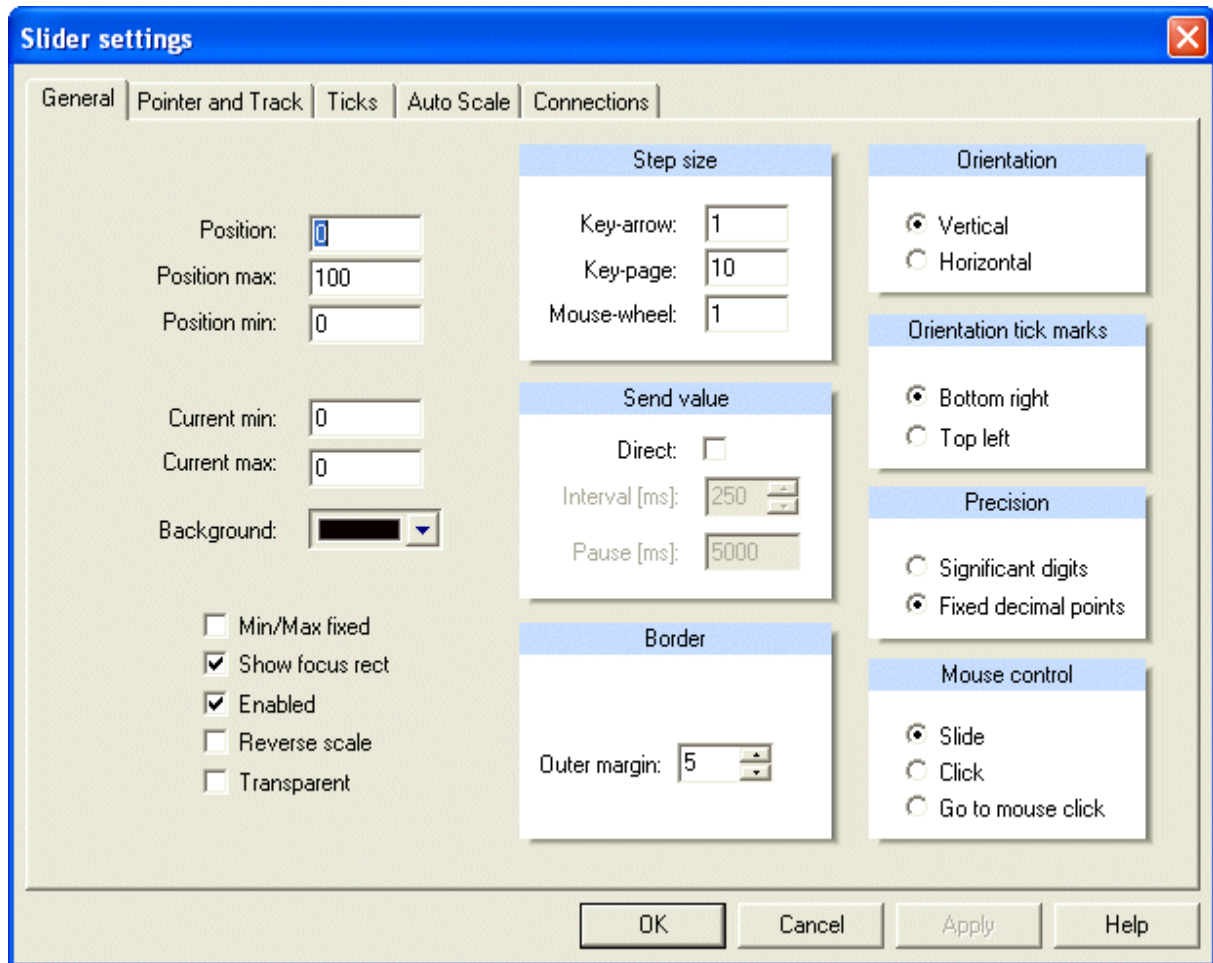 Slider settings
General Pointer and Track Ticks Auto Scale Connections
Position: 0
Position max: 100
Position min: 0
Current min: 0
Current max: 0
Background:
Min/Max fixed
Show focus rect
Enabled
Reverse scale
Transparent
Step size
Key-arrow: 1
Key-page: 10
Mouse-wheel: 1
Send value
Direct:
Interval [ms]: 250
Pause [ms]: 5000
Border
Outer margin: 5
Orientation
Vertical
Horizontal
Orientation tick marks
Bottom right
Top left
Precision
Significant digits
Fixed decimal points
Mouse control
Slide
Click
Go to mouse click
OK Cancel Apply Help